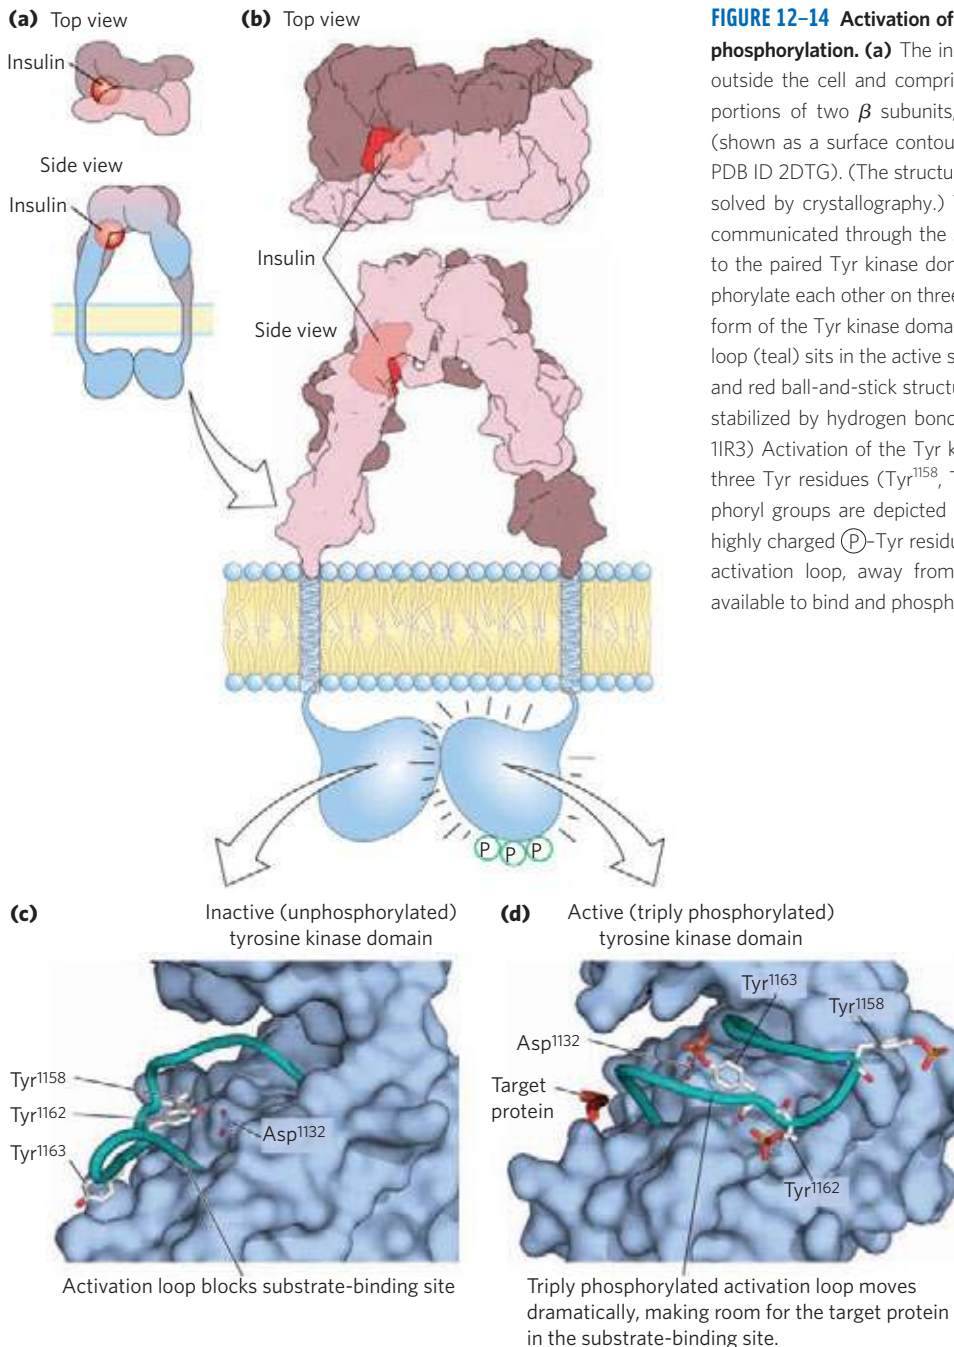 (a) Top view
Insulin
Side view
Insulin
(b) Top view
Insulin
Side view
P P P
FIGURE 12–14 Activation of
phosphorylation. (a) The in
outside the cell and compri
portions of two β subunits,
(shown as a surface contou
PDB ID 2DTG). (The structu
solved by crystallography.)
communicated through the
to the paired Tyr kinase dor
phorylate each other on three
form of the Tyr kinase doma
loop (teal) sits in the active s
and red ball-and-stick structu
stabilized by hydrogen bond
1IR3) Activation of the Tyr k
three Tyr residues (Tyr¹¹⁵⁸, T
phoryl groups are depicted
highly charged Ⓟ–Tyr residu
activation loop, away from
available to bind and phosph
(c) Inactive (unphosphorylated)
tyrosine kinase domain
Tyr¹¹⁵⁸
Tyr¹¹⁶²
Tyr¹¹⁶³
Asp¹¹³²
Activation loop blocks substrate-binding site
(d) Active (triply phosphorylated)
tyrosine kinase domain
Tyr¹¹⁶³
Tyr¹¹⁵⁸
Asp¹¹³²
Target
protein
Tyr¹¹⁶²
Triply phosphorylated activation loop moves
dramatically, making room for the target protein
in the substrate-binding site.